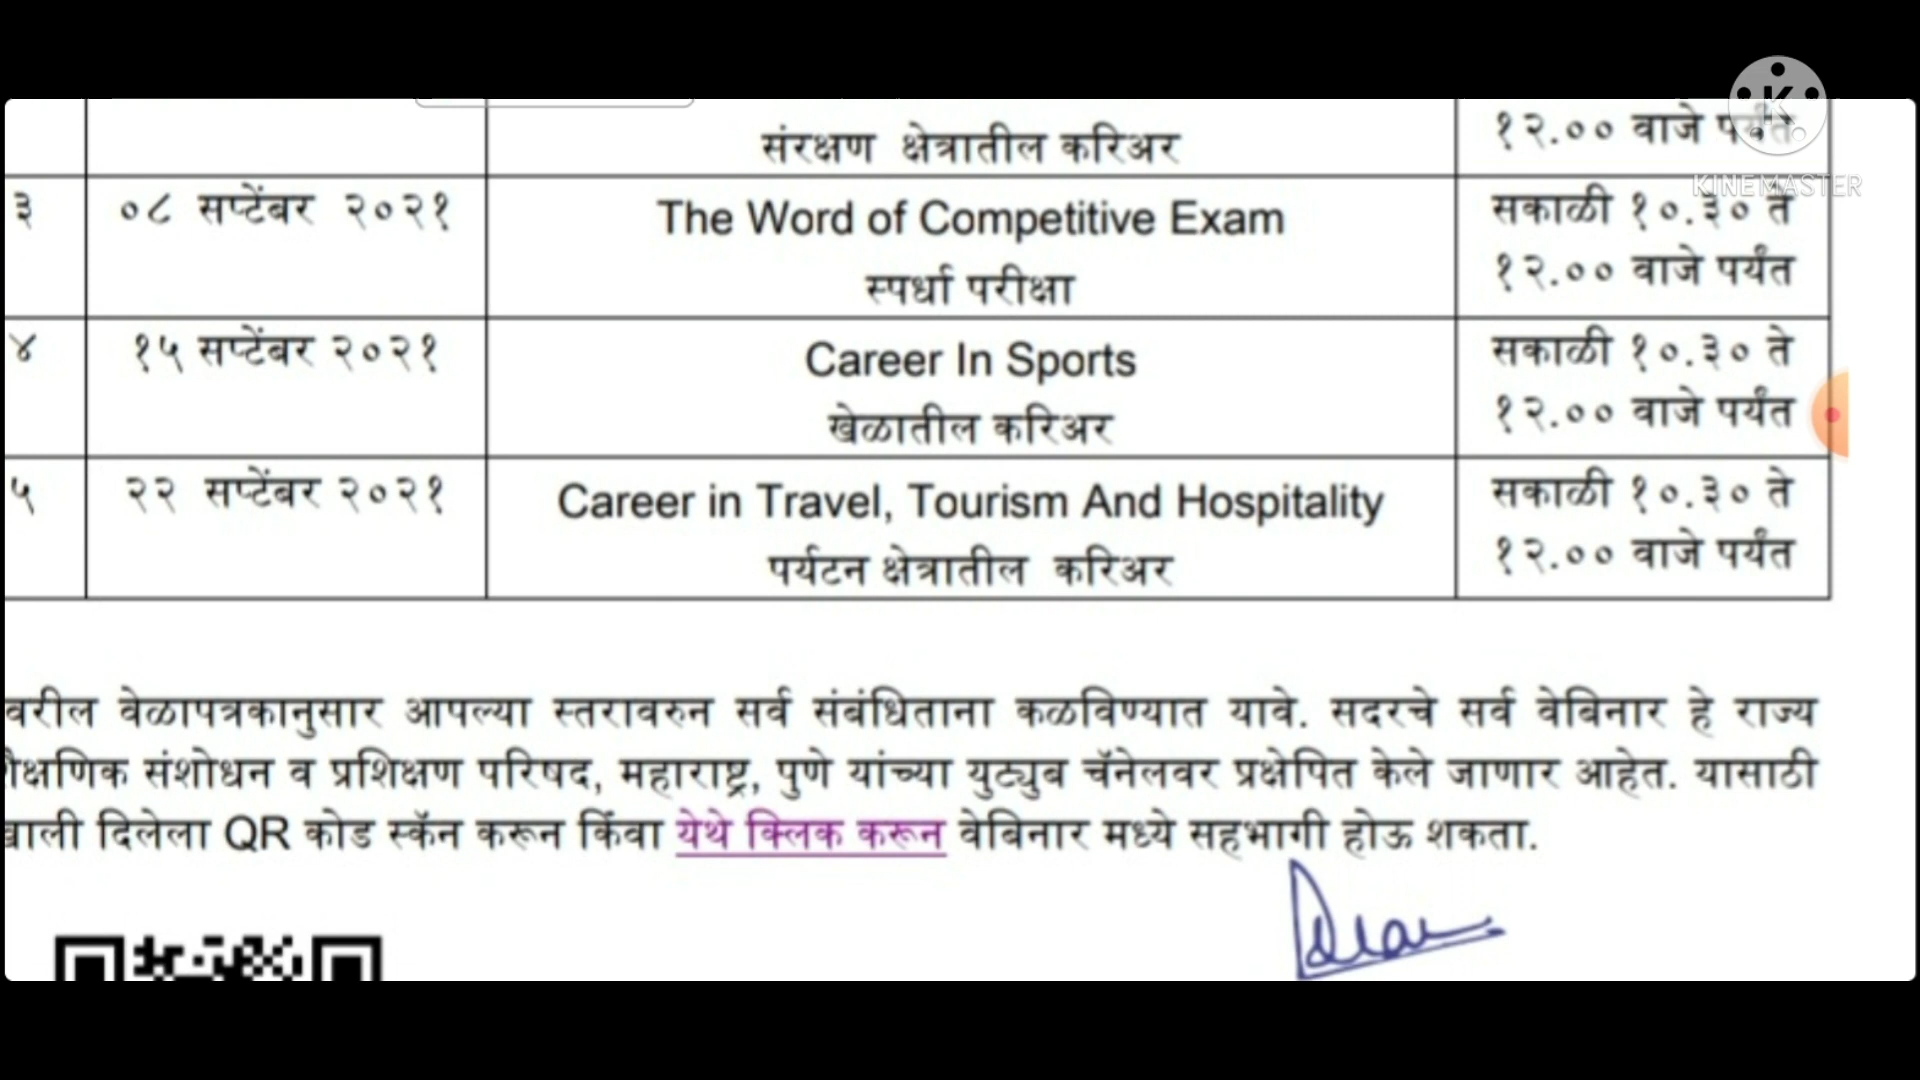 संरक्षण क्षेत्रातील करिअर
१२.०० वाजे पर्यंत
३ ०८ सप्टेंबर २०२१ The Word of Competitive Exam सकाळी १०.३० ते
स्पर्धा परीक्षा १२.०० वाजे पर्यंत
४ १५ सप्टेंबर २०२१ Career In Sports सकाळी १०.३० ते
खेळातील करिअर १२.०० वाजे पर्यंत
५ २२ सप्टेंबर २०२१ Career in Travel, Tourism And Hospitality सकाळी १०.३० ते
पर्यटन क्षेत्रातील करिअर १२.०० वाजे पर्यंत
वरील वेळापत्रकानुसार आपल्या स्तरावरुन सर्व संबंधिताना कळविण्यात यावे. सदरचे सर्व वेबिनार हे राज्य
संशोधन व प्रशिक्षण परिषद, महाराष्ट्र, पुणे यांच्या युट्युब चॅनेलवर प्रक्षेपित केले जाणार आहेत. यासाठी
दिलेला QR कोड स्कॅन करून किंवा येथे क्लिक करून वेबिनार मध्ये सहभागी होऊ शकता.
K
KINEMASTER